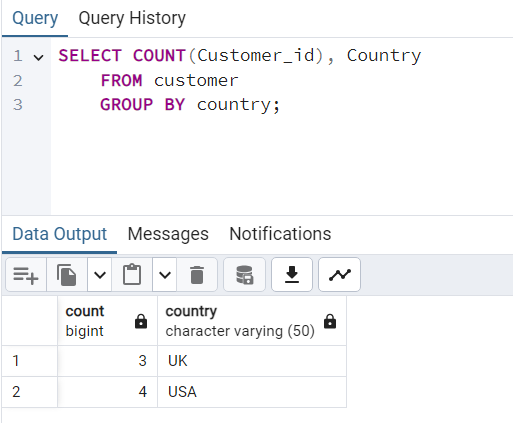 Query Query History
1 SELECT COUNT(Customer_id), Country
2 FROM customer
3 GROUP BY country;
Data Output Messages Notifications
count country
bigint character varying (50)
1 3 UK
2 4 USA